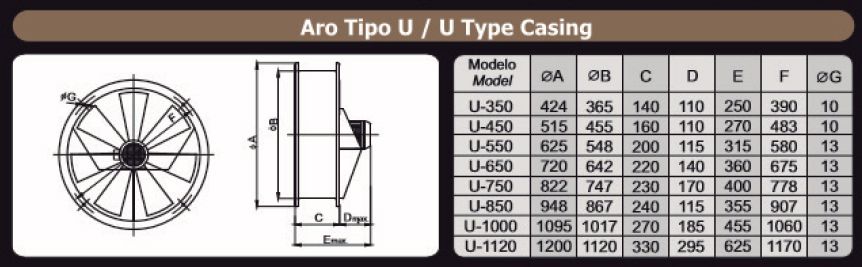 Aro Tipo U / U Type Casing
øG
F
ϕA
ϕB
C
Dmax.
Emax
Modelo
Model
øA øB C D E F øG
U-350 424 365 140 110 250 390 10
U-450 515 455 160 110 270 483 10
U-550 625 548 200 115 315 580 13
U-650 720 642 220 140 360 675 13
U-750 822 747 230 170 400 778 13
U-850 948 867 240 115 355 907 13
U-1000 1095 1017 270 185 455 1060 13
U-1120 1200 1120 330 295 625 1170 13